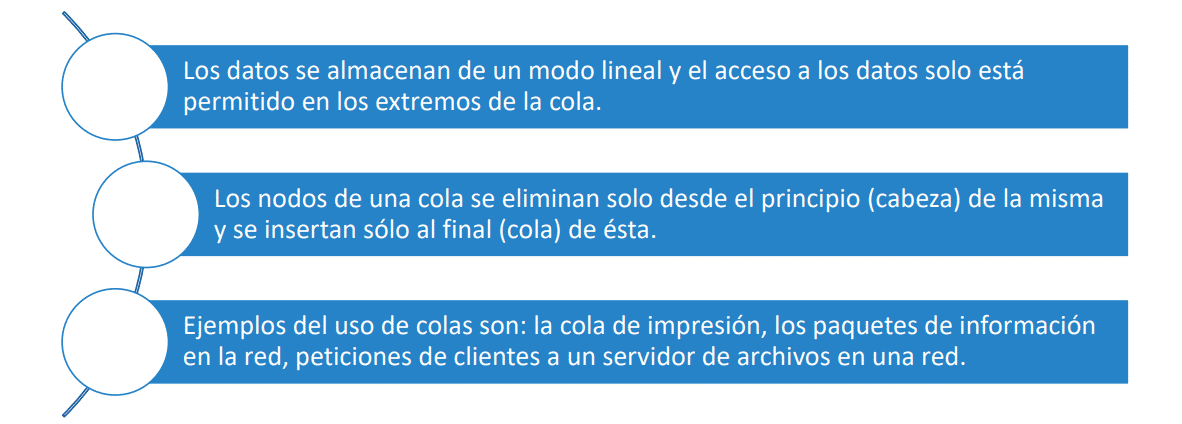 Los datos se almacenan de un modo lineal y el acceso a los datos solo está
permitido en los extremos de la cola.
Los nodos de una cola se eliminan solo desde el principio (cabeza) de la misma
y se insertan sólo al final (cola) de ésta.
Ejemplos del uso de colas son: la cola de impresión, los paquetes de información
en la red, peticiones de clientes a un servidor de archivos en una red.